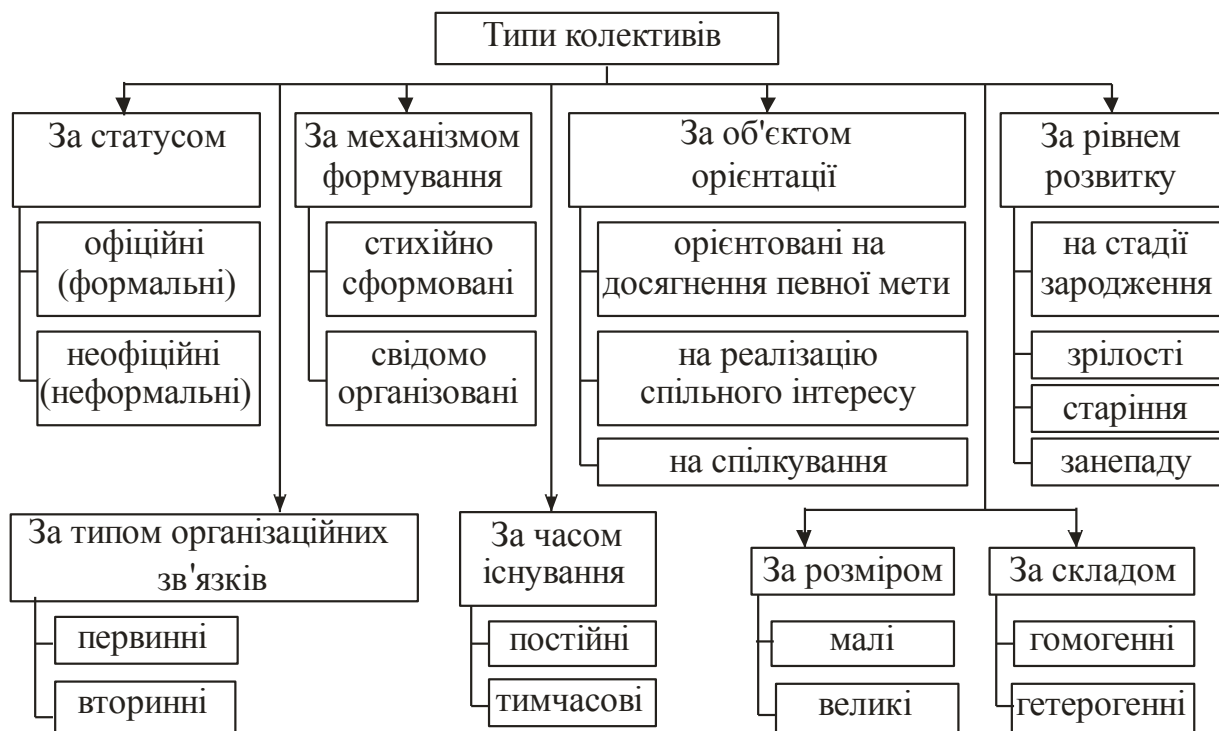 Типи колективів
За статусом
офіційні
(формальні)
неофіційні
(неформальні)
За механізмом
формування
стихійно
сформовані
свідомо
організовані
За об'єктом
орієнтації
орієнтовані на
досягнення певної мети
на реалізацію
спільного інтересу
на спілкування
За рівнем
розвитку
на стадії
зародження
зрілості
старіння
занепаду
За типом організаційних
зв'язків
первинні
вторинні
За часом
існування
постійні
тимчасові
За розміром
малі
великі
За складом
гомогенні
гетерогенні